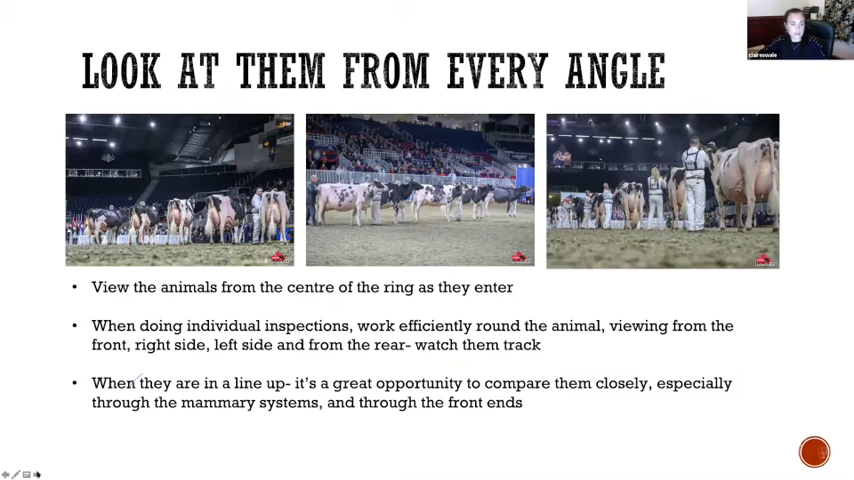 LOOK AT THEM FROM EVERY ANGLE
claireswale
• View the animals from the centre of the ring as they enter
• When doing individual inspections, work efficiently round the animal, viewing from the
front, right side, left side and from the rear- watch them track
• When they are in a line up- it's a great opportunity to compare them closely, especially
through the mammary systems, and through the front ends